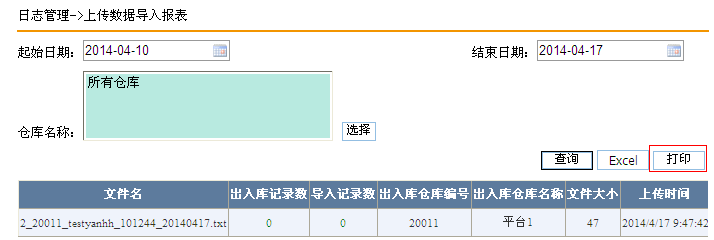 日志管理->上传数据导入报表
起始日期： 2014-04-10 结束日期： 2014-04-17
所有仓库
仓库名称： 选择
查询 Excel 打印
文件名 出入库记录数 导入记录数 出入库仓库编号 出入库仓库名称 文件大小 上传时间
2_20011_testyanhh_101244_20140417.txt 0 0 20011 平台1 47 2014/4/17 9:47:42